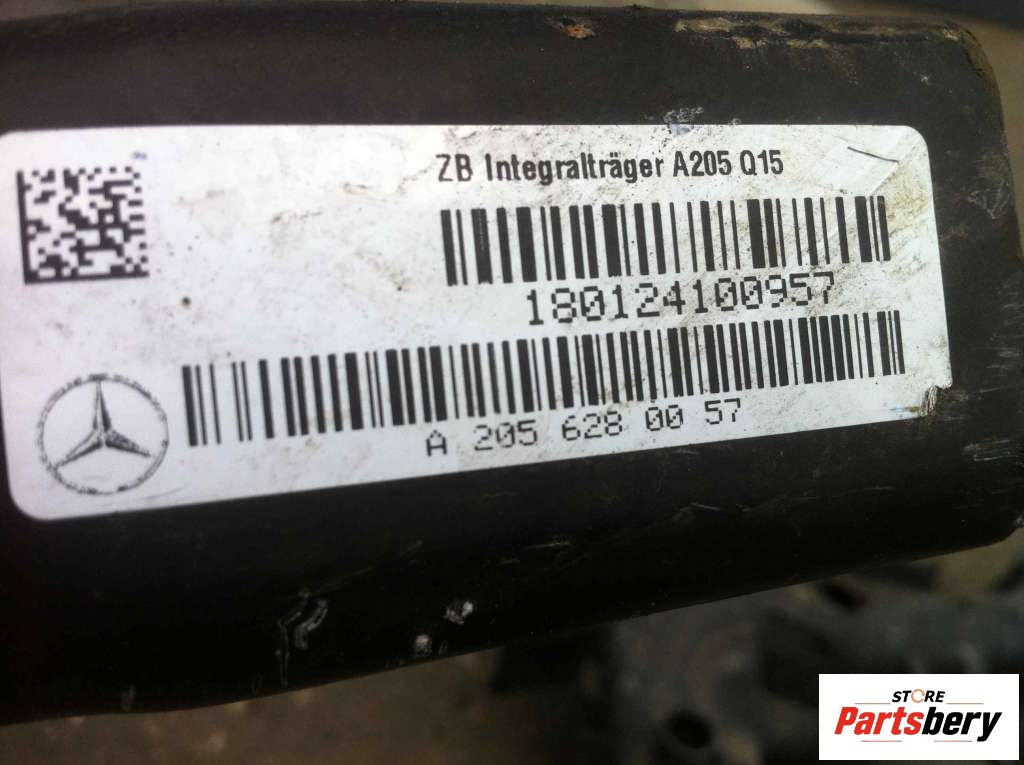 ZB Integralträger A205 Q15
180124100957
A 205 628 00 57
STORE
Partsbery